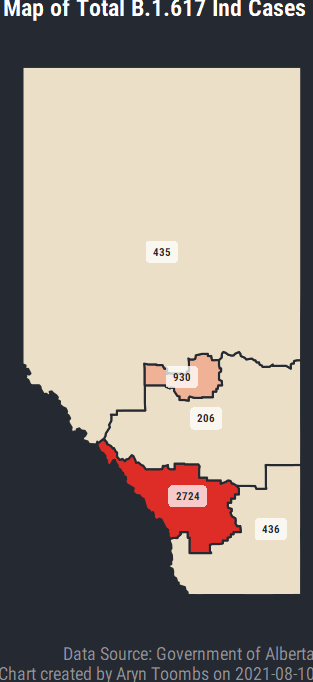 Map of Total B.1.617 Ind Cases
435
930
206
2724
436
Data Source: Government of Alberta
Chart created by Aryn Toombs on 2021-08-10